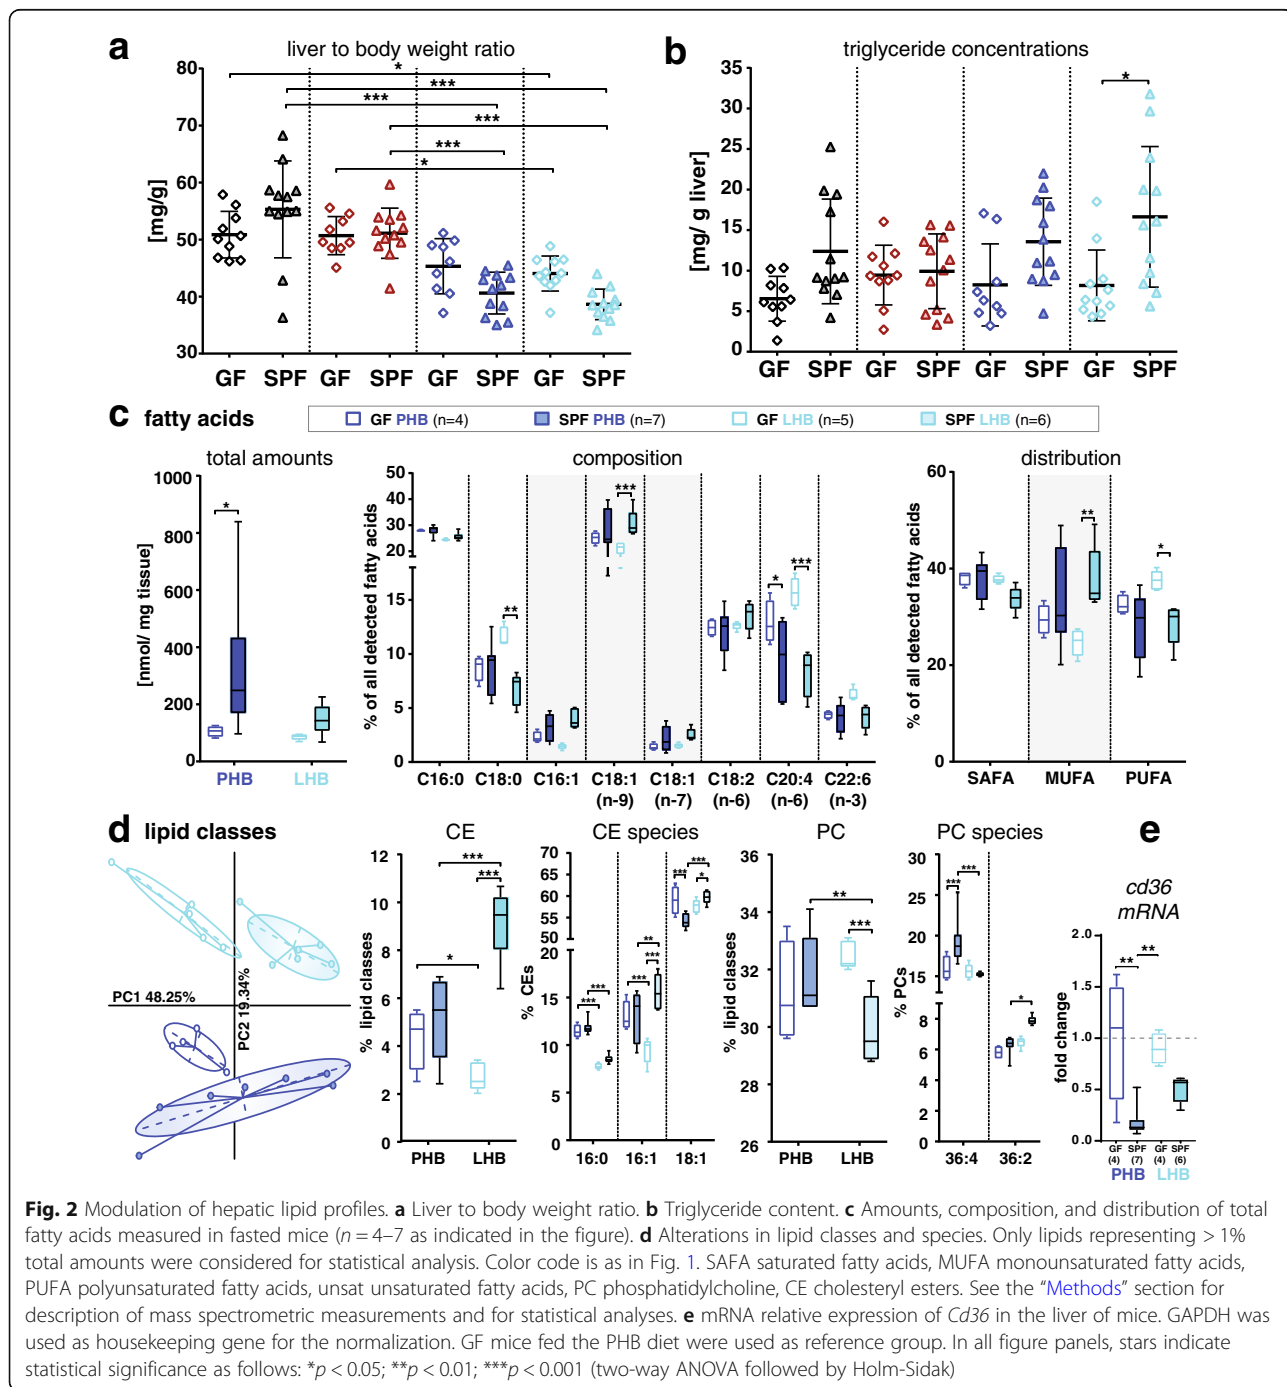 a
liver to body weight ratio
80
70
60
50
40
30
[mg/g]
*
***
***
***
***
*
GF SPF GF SPF GF SPF GF SPF
b
triglyceride concentrations
35
30
25
20
15
10
5
0
[mg/ g liver]
*
GF SPF GF SPF GF SPF GF SPF
c fatty acids
GF PHB (n=4) SPF PHB (n=7) GF LHB (n=5) SPF LHB (n=6)
total amounts
1000
800
600
400
200
0
[nmol/ mg tissue]
*
PHB LHB
composition
50
40
30
20
15
10
5
0
% of all detected fatty acids
** *** * ***
C16:0 C18:0 C16:1 C18:1 C18:1 C18:2 C20:4 C22:6
(n-9) (n-7) (n-6) (n-6) (n-3)
distribution
60
40
20
0
% of all detected fatty acids
** *
SAFA MUFA PUFA
d lipid classes
PC1 48.25%
PC2 19.34%
CE
12
10
8
6
4
2
0
% lipid classes
***
***
*
PHB LHB
CE species
70
65
60
55
50
20
15
10
5
0
% CEs
*** *** *
**
*** ***
*** ***
16:0 16:1 18:1
PC
36
34
32
30
28
26
% lipid classes
**
***
PHB LHB
PC species
30
25
20
15
10
8
6
4
2
0
% PCs
*** ***
*
36:4 36:2
e
cd36
mRNA
2.0
1.5
1.0
0.5
0.0
fold change
** **
GF SPF GF SPF
(4) (7) (4) (6)
PHB LHB
Fig. 2 Modulation of hepatic lipid profiles. a Liver to body weight ratio. b Triglyceride content. c Amounts, composition, and distribution of total
fatty acids measured in fasted mice (n = 4–7 as indicated in the figure). d Alterations in lipid classes and species. Only lipids representing > 1%
total amounts were considered for statistical analysis. Color code is as in Fig. 1. SAFA saturated fatty acids, MUFA monounsaturated fatty acids,
PUFA polyunsaturated fatty acids, unsat unsaturated fatty acids, PC phosphatidylcholine, CE cholesteryl esters. See the “Methods” section for
description of mass spectrometric measurements and for statistical analyses. e mRNA relative expression of Cd36 in the liver of mice. GAPDH was
used as housekeeping gene for the normalization. GF mice fed the PHB diet were used as reference group. In all figure panels, stars indicate
statistical significance as follows: *p < 0.05; **p < 0.01; ***p < 0.001 (two-way ANOVA followed by Holm-Sidak)